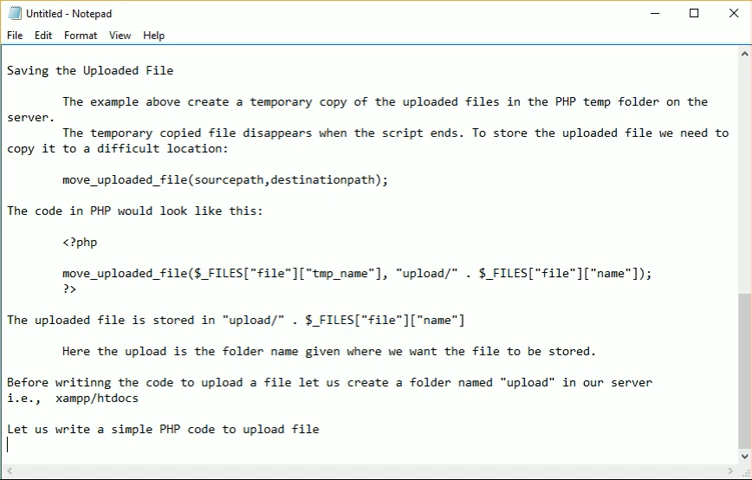 Untitled - Notepad
File Edit Format View Help
Saving the Uploaded File
The example above create a temporary copy of the uploaded files in the PHP temp folder on the
server.
The temporary copied file disappears when the script ends. To store the uploaded file we need to
copy it to a difficult location:
move_uploaded_file(sourcepath,destinationpath);
The code in PHP would look like this:
<?php
move_uploaded_file($_FILES["file"]["tmp_name"], "upload/" . $_FILES["file"]["name"]);
?>
The uploaded file is stored in "upload/" . $_FILES["file"]["name"]
Here the upload is the folder name given where we want the file to be stored.
Before writinng the code to upload a file let us create a folder named "upload" in our server
i.e.,  xampp/htdocs
Let us write a simple PHP code to upload file